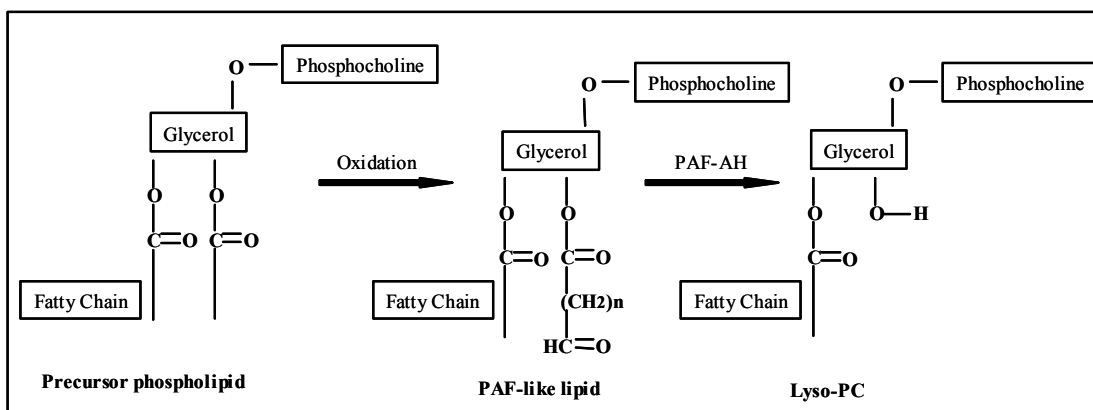 O
Phosphocholine
Glycerol
O
O
C=O
C=O
Fatty Chain
Precursor phospholipid
Oxidation
O
Phosphocholine
Glycerol
O
O
C=O
C=O
Fatty Chain
(CH2)n
HC=O
PAF-like lipid
PAF-AH
O
Phosphocholine
Glycerol
O
O—H
C=O
Fatty Chain
Lyso-PC